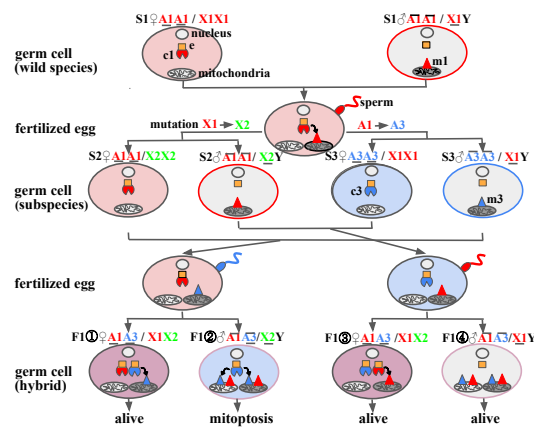 S1♀A1A1 / X1X1
S1♂A1A1 / X1Y
germ cell
(wild species)
nucleus
e
c1
mitochondria
m1
sperm
fertilized egg
mutation X1 → X2
A1 → A3
S2♀A1A1/X2X2
S2♂A1A1/ X2Y
S3♀A3A3 / X1X1
S3♂A3A3/ X1Y
germ cell
(subspecies)
c3
m3
fertilized egg
F1①♀A1A3 / X1X2
F1②♂A1A3/X2Y
F1③♀A1A3 / X1X2
F1④♂A1A3/X1Y
germ cell
(hybrid)
alive
mitoptosis
alive
alive